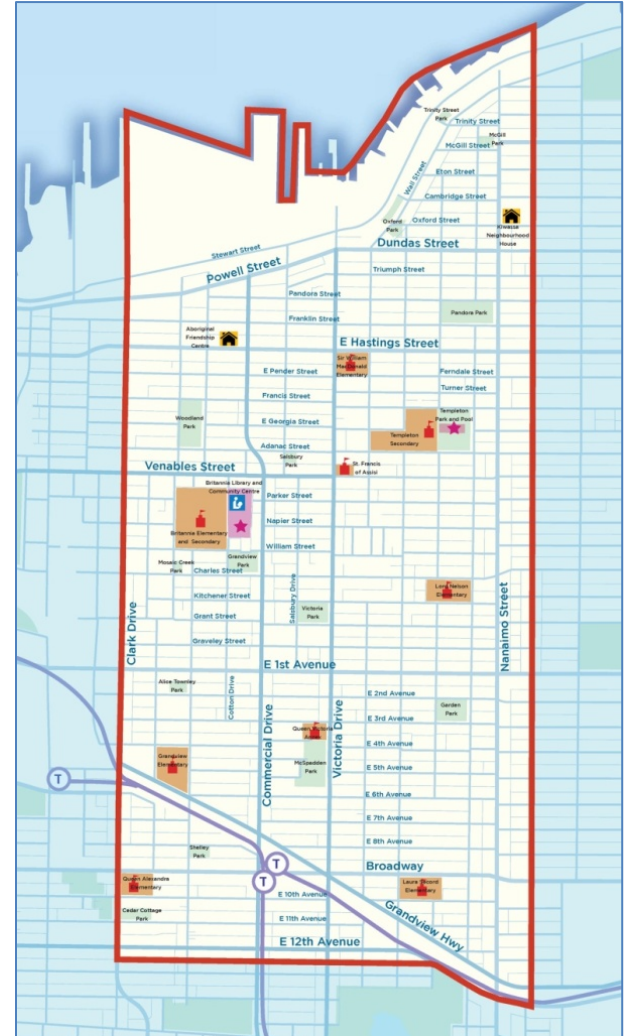 Trinity Street
Park
Trinity Street
McGill
Park
McGill Street
Eton Street
Wall Street
Cambridge Street
Oxford
Park
Oxford Street
Kiwassa
Neighbourhood
House
Dundas Street
Stewart Street
Powell Street
Triumph Street
Pandora Street
Franklin Street
Pandora Park
Aboriginal
Friendship
Centre
E Hastings Street
Sir William
Macdonald
Elementary
E Pender Street
Ferndale Street
Turner Street
Francis Street
Woodland
Park
E Georgia Street
Templeton
Park and Pool
Templeton
Secondary
Adanac Street
Salsbury
Park
Venables Street
St. Francis
of Assisi
Britannia Library and
Community Centre
Parker Street
Napier Street
Britannia Elementary
and Secondary
William Street
Grandview
Park
Mosaic Creek
Park
Charles Street
Kitchener Street
Salsbury Drive
Lord Nelson
Elementary
Grant Street
Victoria
Park
Graveley Street
Clark Drive
Nanaimo Street
E 1st Avenue
Alice Townley
Park
Cotton Drive
E 2nd Avenue
Garden
Park
E 3rd Avenue
Queen Victoria
Annex
Commercial Drive
Victoria Drive
E 4th Avenue
Grandview
Elementary
McSpadden
Park
E 5th Avenue
T
E 6th Avenue
E 7th Avenue
E 8th Avenue
Shelley
Park
T
Broadway
T
Queen Alexandra
Elementary
Laura Secord
Elementary
E 10th Avenue
Cedar Cottage
Park
E 11th Avenue
Grandview Hwy
E 12th Avenue